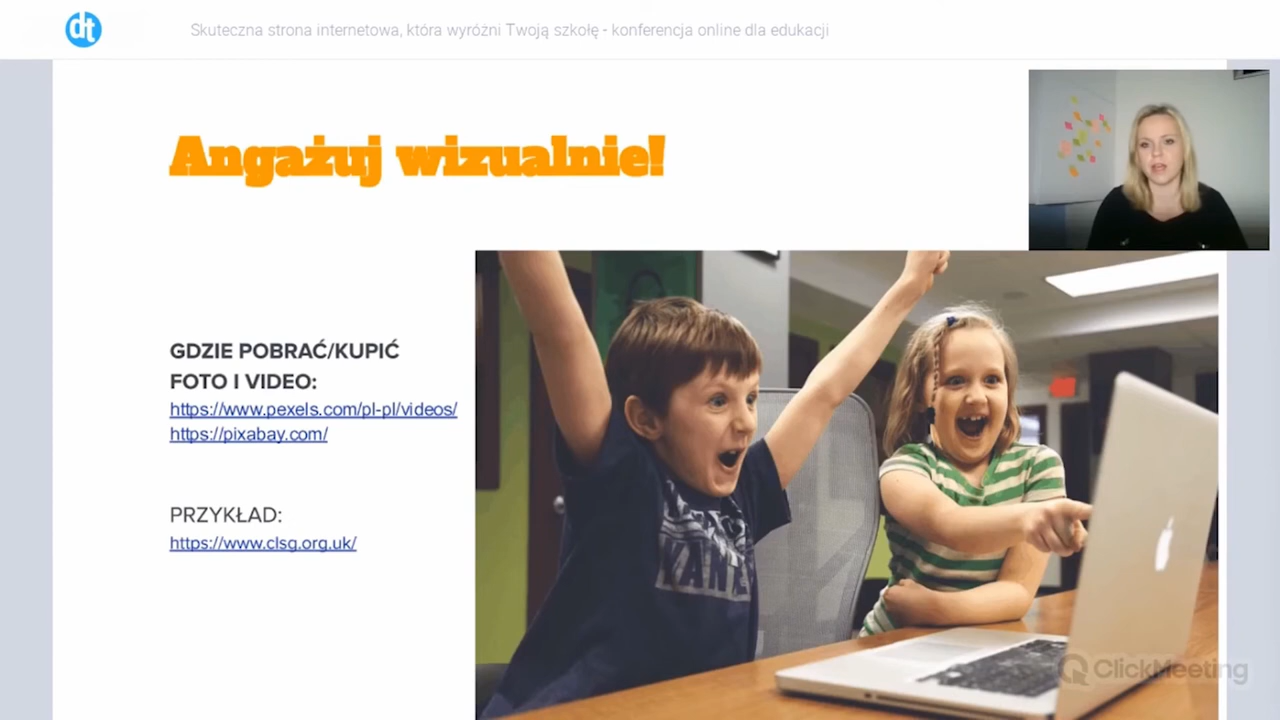 dt
Skuteczna strona internetowa, która wyróżni Twoją szkołę - konferencja online dla edukacji
Angażuj wizualnie!
GDZIE POBRAĆ/KUPIĆ
FOTO I VIDEO:
https://www.pexels.com/pl-pl/videos/
https://pixabay.com/
PRZYKŁAD:
https://www.clsg.org.uk/
ClickMeeting